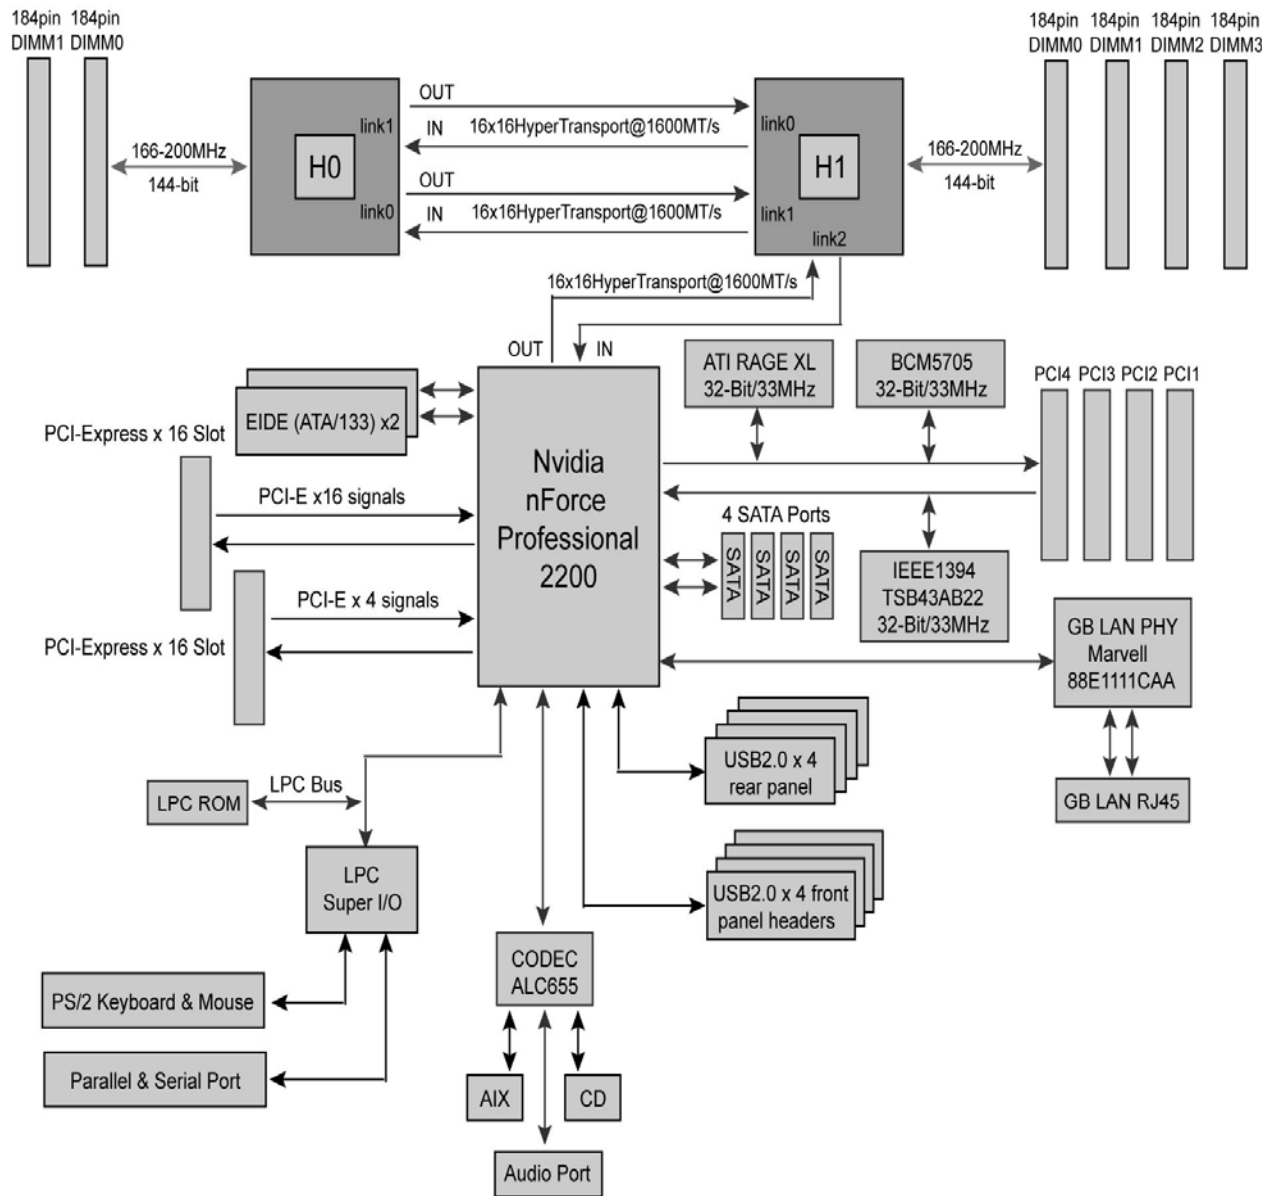 184pin
DIMM1
184pin
DIMM0
184pin
DIMM0
184pin
DIMM1
184pin
DIMM2
184pin
DIMM3
OUT
link1
IN
16x16HyperTransport@1600MT/s
link0
166-200MHz
144-bit
H0
H1
166-200MHz
144-bit
OUT
link0
IN
16x16HyperTransport@1600MT/s
link1
link2
16x16HyperTransport@1600MT/s
OUT
IN
ATI RAGE XL
32-Bit/33MHz
BCM5705
32-Bit/33MHz
PCI4
PCI3
PCI2
PCI1
EIDE (ATA/133) x2
PCI-Express x 16 Slot
Nvidia
nForce
Professional
2200
PCI-E x16 signals
4 SATA Ports
SATA
SATA
SATA
SATA
IEEE1394
TSB43AB22
32-Bit/33MHz
PCI-E x 4 signals
PCI-Express x 16 Slot
GB LAN PHY
Marvell
88E1111CAA
USB2.0 x 4
rear panel
LPC Bus
LPC ROM
GB LAN RJ45
LPC
Super I/O
USB2.0 x 4 front
panel headers
CODEC
ALC655
PS/2 Keyboard & Mouse
Parallel & Serial Port
AIX
CD
Audio Port